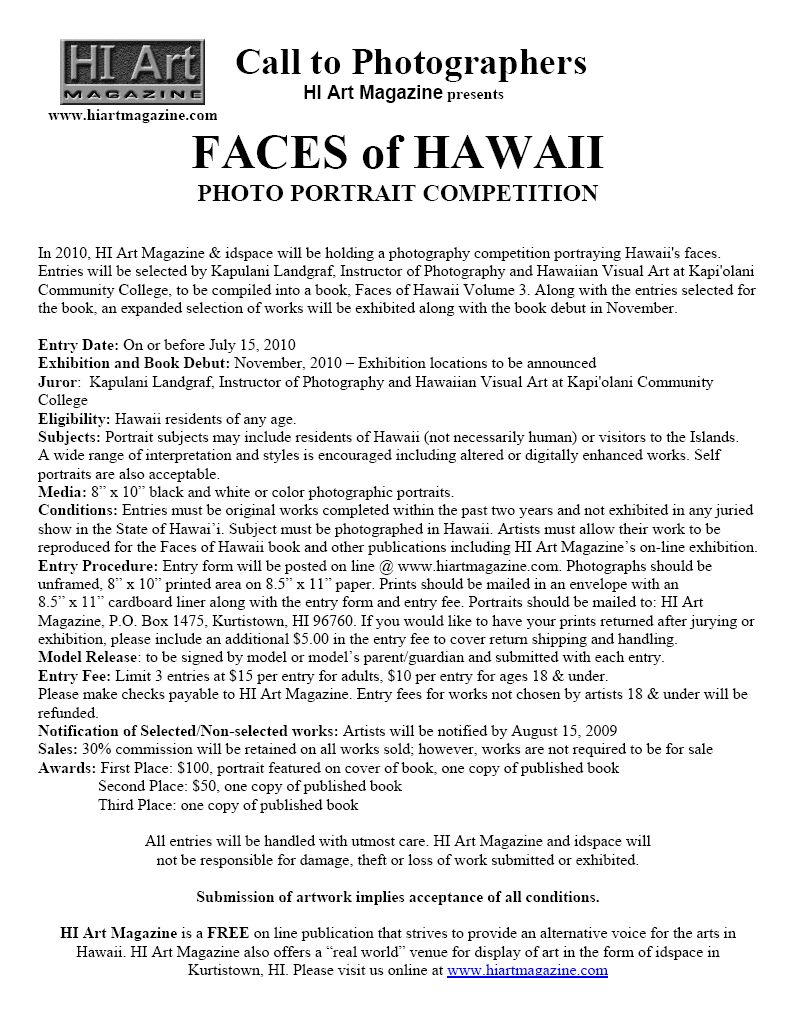 HI Art
MAGAZINE
www.hiartmagazine.com
Call to Photographers
HI Art Magazine presents
FACES of HAWAII
PHOTO PORTRAIT COMPETITION
In 2010, HI Art Magazine & idspace will be holding a photography competition portraying Hawaii's faces.
Entries will be selected by Kapulani Landgraf, Instructor of Photography and Hawaiian Visual Art at Kapi'olani
Community College, to be compiled into a book, Faces of Hawaii Volume 3. Along with the entries selected for
the book, an expanded selection of works will be exhibited along with the book debut in November.
Entry Date: On or before July 15, 2010
Exhibition and Book Debut: November, 2010 – Exhibition locations to be announced
Juror:  Kapulani Landgraf, Instructor of Photography and Hawaiian Visual Art at Kapi'olani Community
College
Eligibility: Hawaii residents of any age.
Subjects: Portrait subjects may include residents of Hawaii (not necessarily human) or visitors to the Islands.
A wide range of interpretation and styles is encouraged including altered or digitally enhanced works. Self
portraits are also acceptable.
Media: 8” x 10” black and white or color photographic portraits.
Conditions: Entries must be original works completed within the past two years and not exhibited in any juried
show in the State of Hawai’i. Subject must be photographed in Hawaii. Artists must allow their work to be
reproduced for the Faces of Hawaii book and other publications including HI Art Magazine’s on-line exhibition.
Entry Procedure: Entry form will be posted on line @ www.hiartmagazine.com. Photographs should be
unframed, 8” x 10” printed area on 8.5” x 11” paper. Prints should be mailed in an envelope with an
8.5” x 11” cardboard liner along with the entry form and entry fee. Portraits should be mailed to: HI Art
Magazine, P.O. Box 1475, Kurtistown, HI 96760. If you would like to have your prints returned after jurying or
exhibition, please include an additional $5.00 in the entry fee to cover return shipping and handling.
Model Release: to be signed by model or model’s parent/guardian and submitted with each entry.
Entry Fee: Limit 3 entries at $15 per entry for adults, $10 per entry for ages 18 & under.
Please make checks payable to HI Art Magazine. Entry fees for works not chosen by artists 18 & under will be
refunded.
Notification of Selected/Non-selected works: Artists will be notified by August 15, 2009
Sales: 30% commission will be retained on all works sold; however, works are not required to be for sale
Awards: First Place: $100, portrait featured on cover of book, one copy of published book
Second Place: $50, one copy of published book
Third Place: one copy of published book
All entries will be handled with utmost care. HI Art Magazine and idspace will
not be responsible for damage, theft or loss of work submitted or exhibited.
Submission of artwork implies acceptance of all conditions.
HI Art Magazine is a FREE on line publication that strives to provide an alternative voice for the arts in
Hawaii. HI Art Magazine also offers a “real world” venue for display of art in the form of idspace in
Kurtistown, HI. Please visit us online at www.hiartmagazine.com